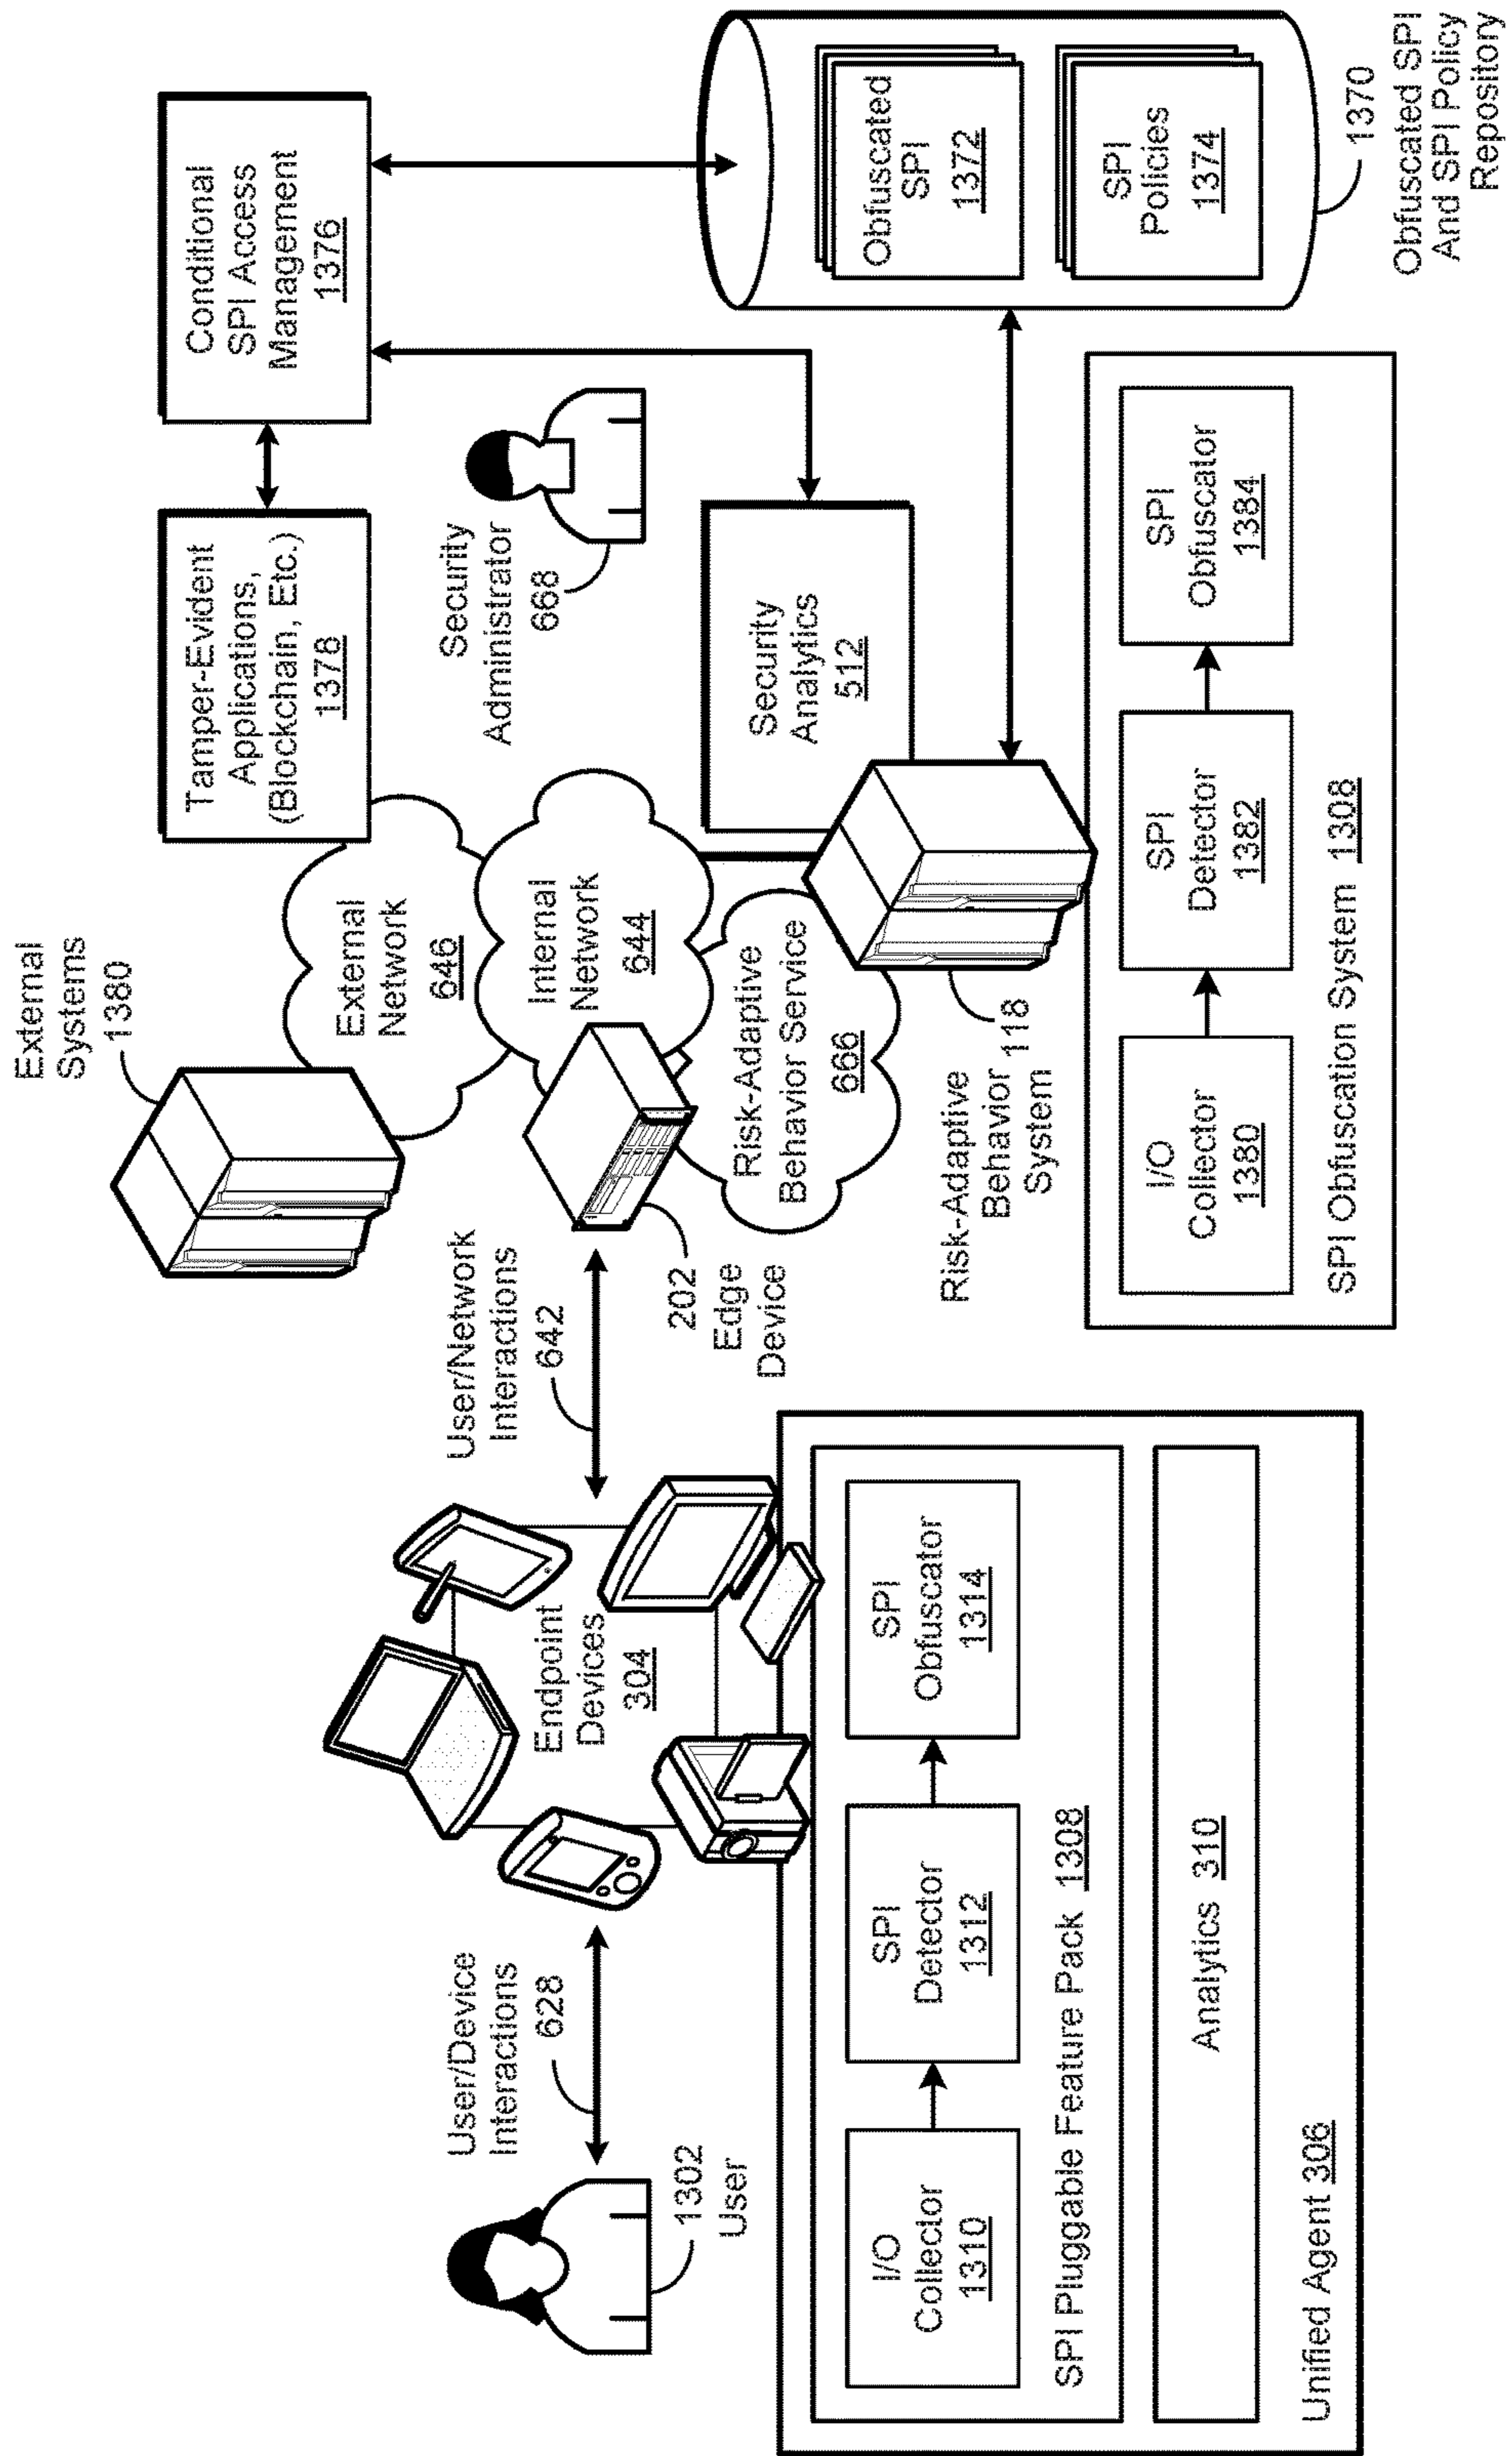 External
Systems
1380
External
Network
646
Tamper-Evident
Applications,
(Blockchain, Etc.)
1378
Conditional
SPI Access
Management
1376
Internal
Network
644
Security
Administrator
668
User/Device
Interactions
628
1302
User
Endpoint
Devices
304
User/Network
Interactions
642
202
Edge
Device
Risk-Adaptive
Behavior Service
666
Security
Analytics
512
Risk-Adaptive
Behavior 118
System
Obfuscated
SPI
1372
SPI
Policies
1374
1370
Obfuscated SPI
And SPI Policy
Repository
I/O
Collector
1310
SPI
Detector
1312
SPI
Obfuscator
1314
SPI Pluggable Feature Pack 1308
Analytics 310
Unified Agent 306
I/O
Collector
1380
SPI
Detector
1382
SPI
Obfuscator
1384
SPI Obfuscation System 1308